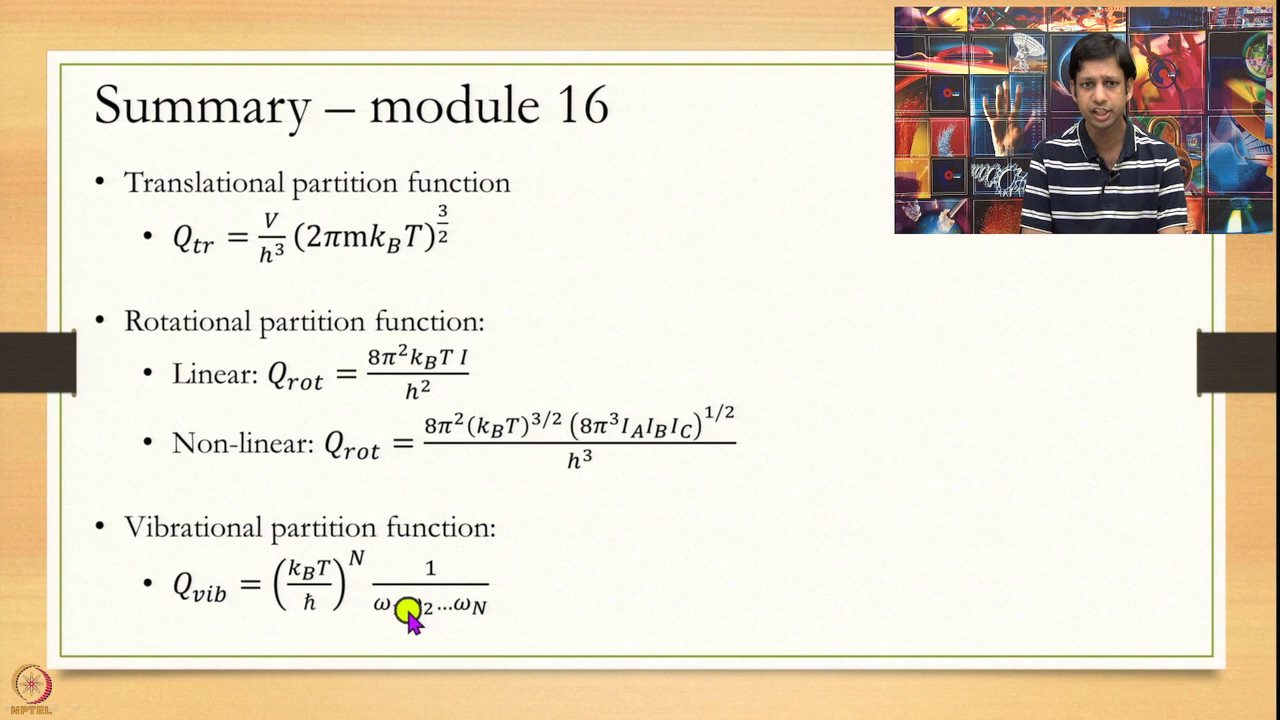 Summary – module 16
• Translational partition function
• Q_tr = V/h³ (2πmk_BT)^(3/2)
• Rotational partition function:
• Linear: Q_rot = 8π²k_BT I / h²
• Non-linear: Q_rot = 8π²(k_BT)^(3/2) (8π³I_AI_BI_C)^(1/2) / h³
• Vibrational partition function:
• Q_vib = (k_BT/ħ)^N 1/(ω ₂…ω_N)
NPTEL